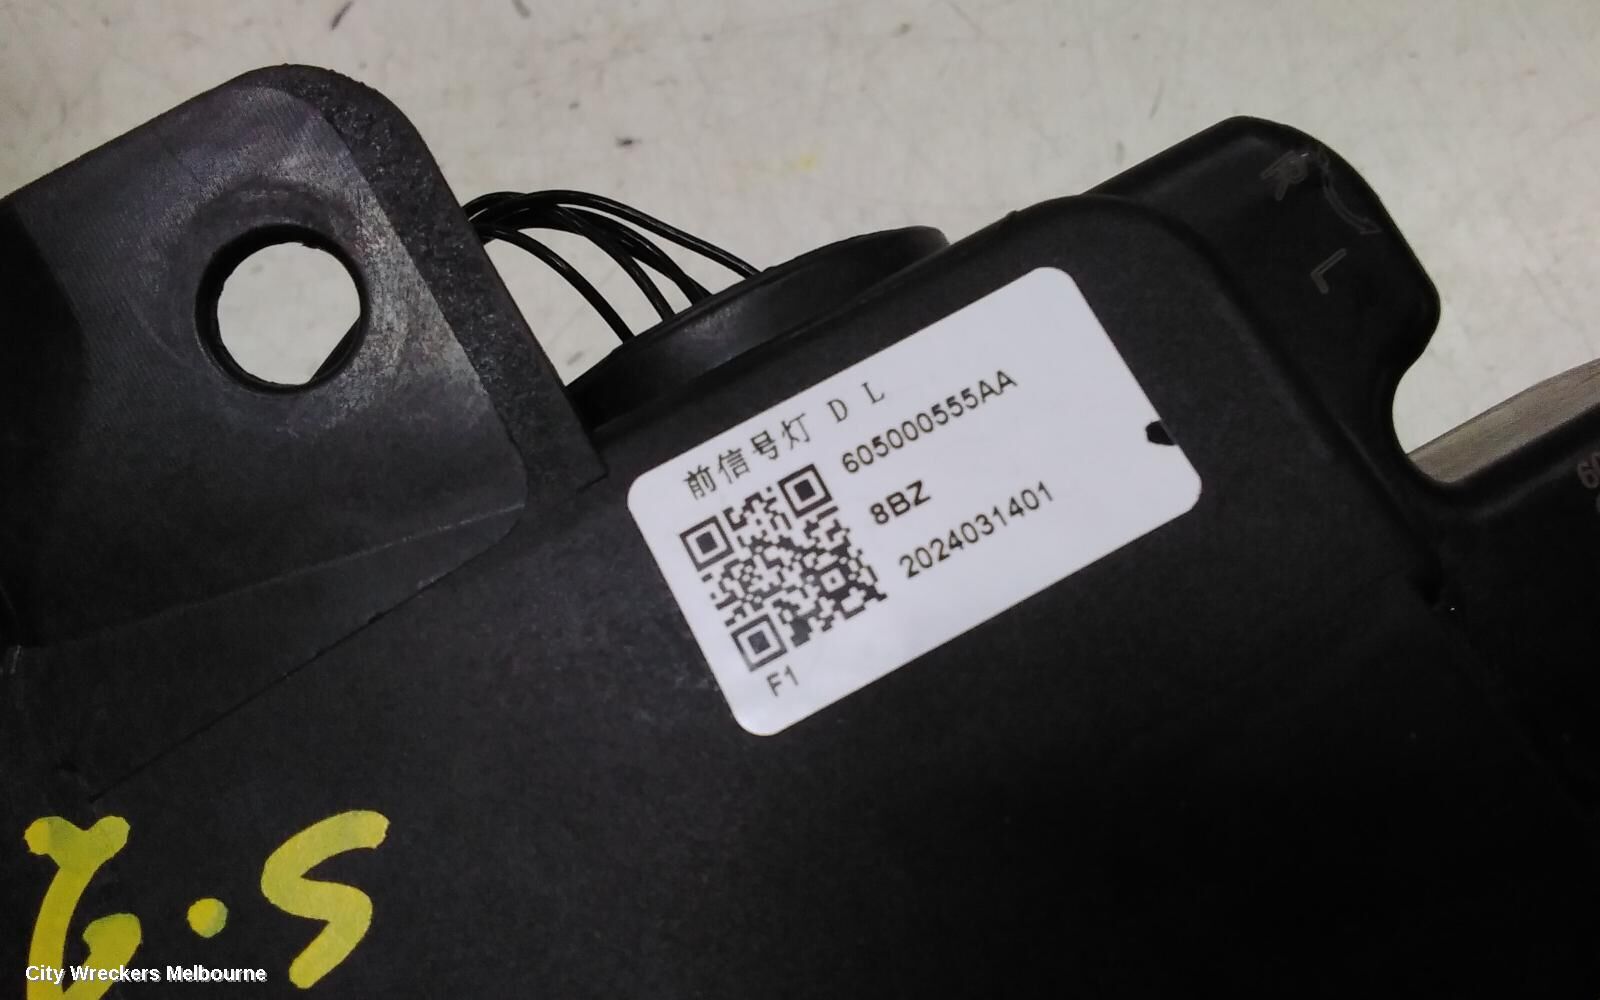 前信号灯 D L
605000555AA
8BZ
2024031401
F1
L
City Wreckers Melbourne